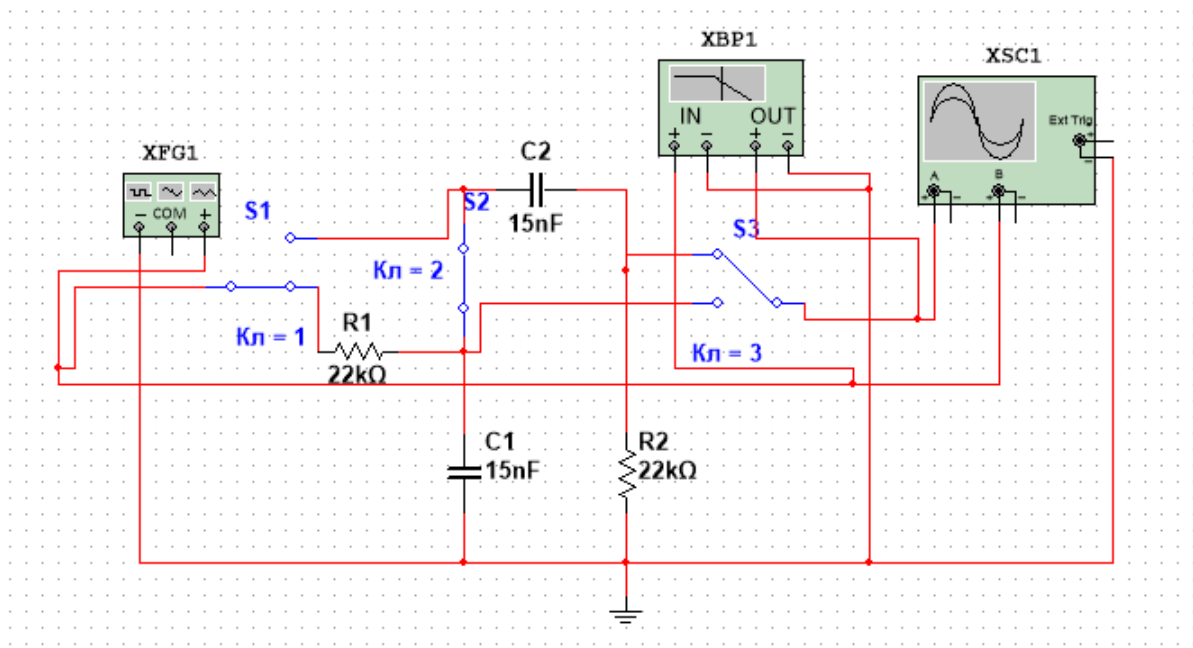 XBP1
XSC1
IN OUT
+ − + −
Ext Trig
+
−
A B
+ − + −
XFG1
− COM +
S1
S2
C2
15nF
S3
Кл = 2
Кл = 1
R1
22kΩ
Кл = 3
C1
15nF
R2
22kΩ